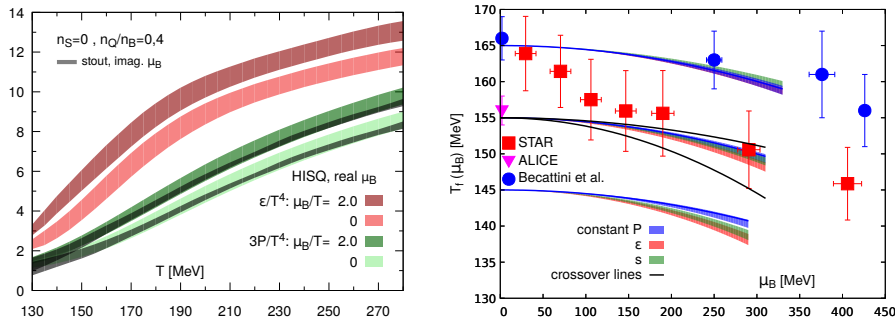 14
12
10
8
6
4
2
0
n_S=0 , n_Q/n_B=0,4
stout, imag. μ_B
HISQ, real μ_B
ε/T⁴: μ_B/T= 2.0
0
3P/T⁴: μ_B/T= 2.0
0
T [MeV]
130 150 170 190 210 230 250 270
170
165
160
155
150
145
140
135
130
T_f (μ_B) [MeV]
STAR
ALICE
Becattini et al.
constant P
ε
s
crossover lines
μ_B [MeV]
0 50 100 150 200 250 300 350 400 450